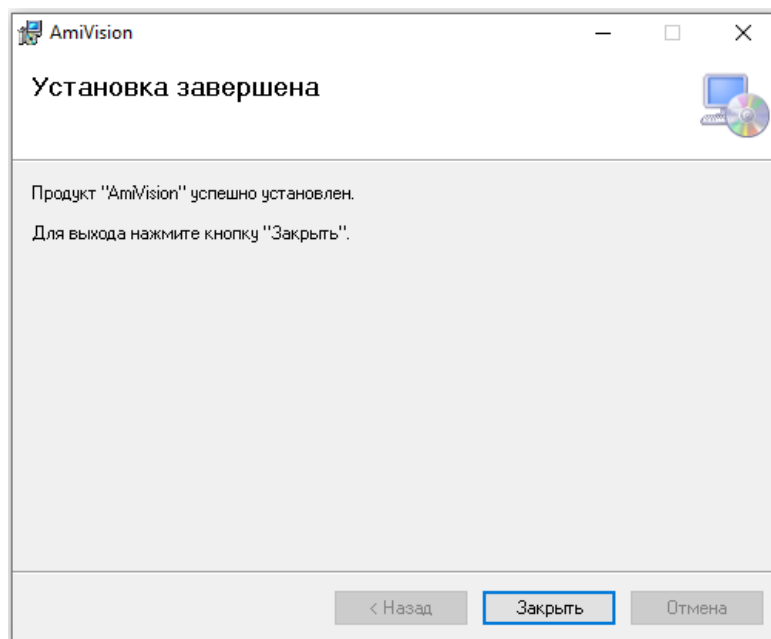 AmiVision
Установка завершена
Продукт "AmiVision" успешно установлен.
Для выхода нажмите кнопку "Закрыть".
< Назад
Закрыть
Отмена